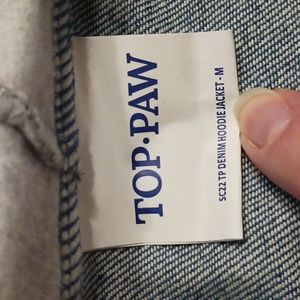 TOP•PAW
SC22 TP DENIM HOODIE JACKET - M